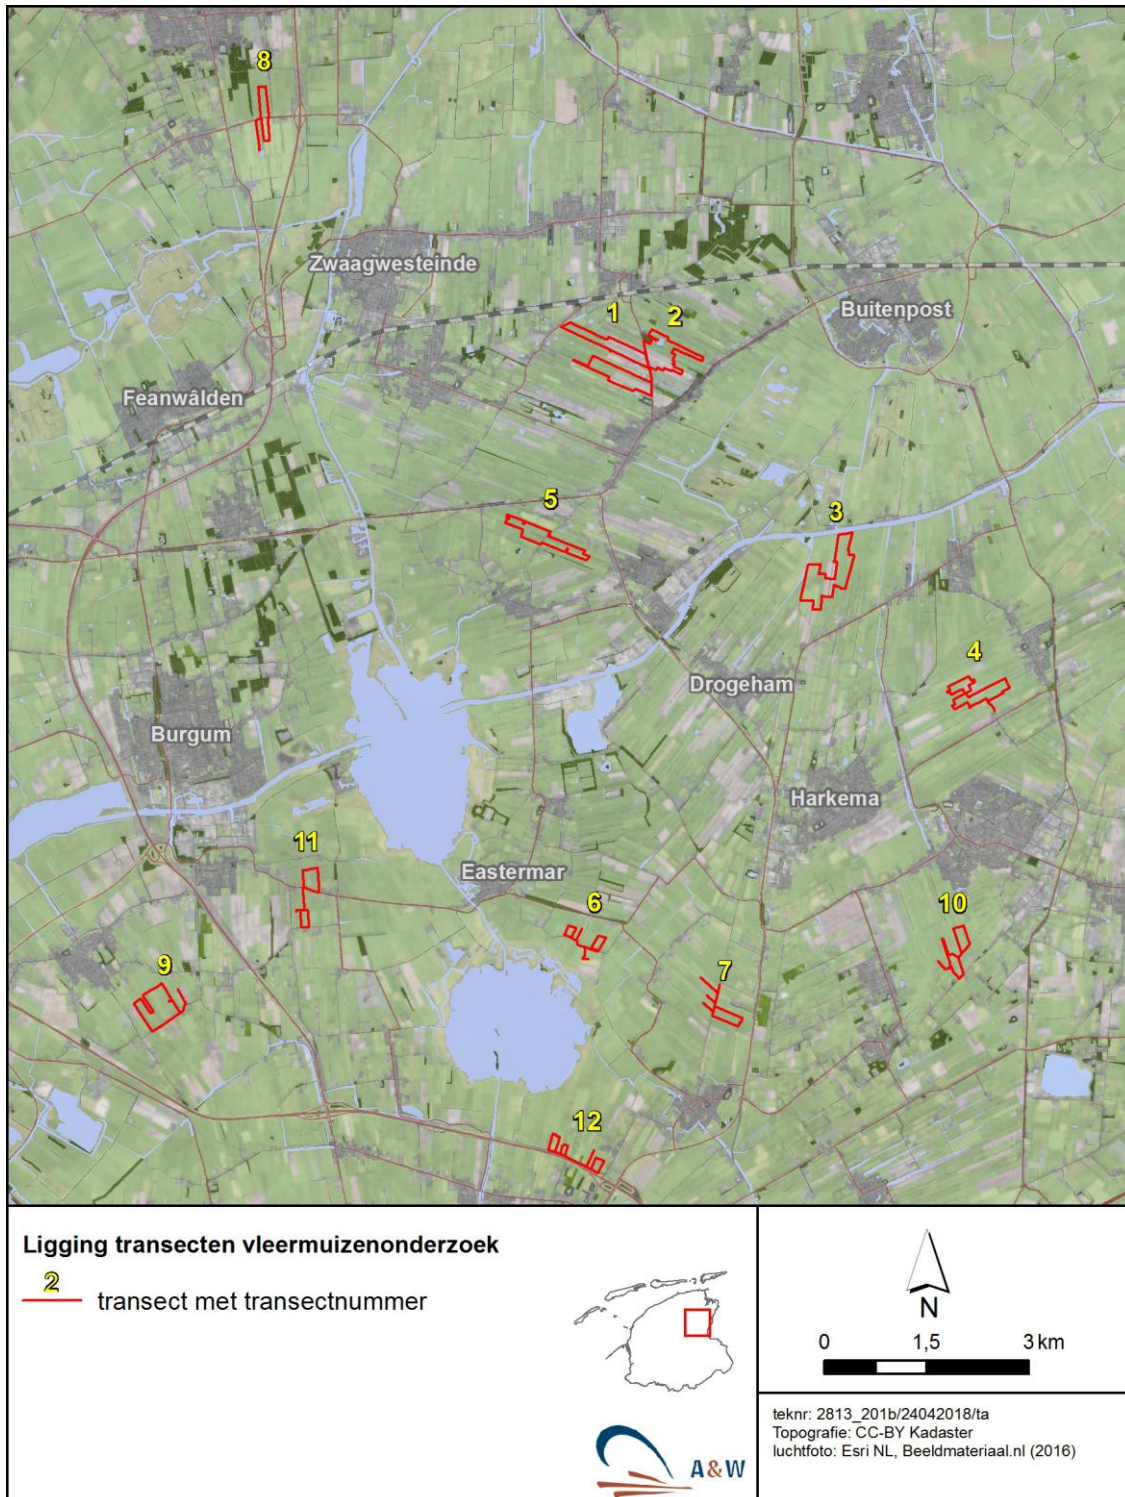 8
Zwaagwesteinde
1
2
Buitenpost
Feanwâlden
5
3
4
Drogeham
Burgum
Harkema
11
Eastermar
6
10
9
7
12
Ligging transecten vleermuizenonderzoek
2
transect met transectnummer
N
0 1,5 3 km
A&W
teknr: 2813_201b/24042018/ta
Topografie: CC-BY Kadaster
luchtfoto: Esri NL, Beeldmateriaal.nl (2016)